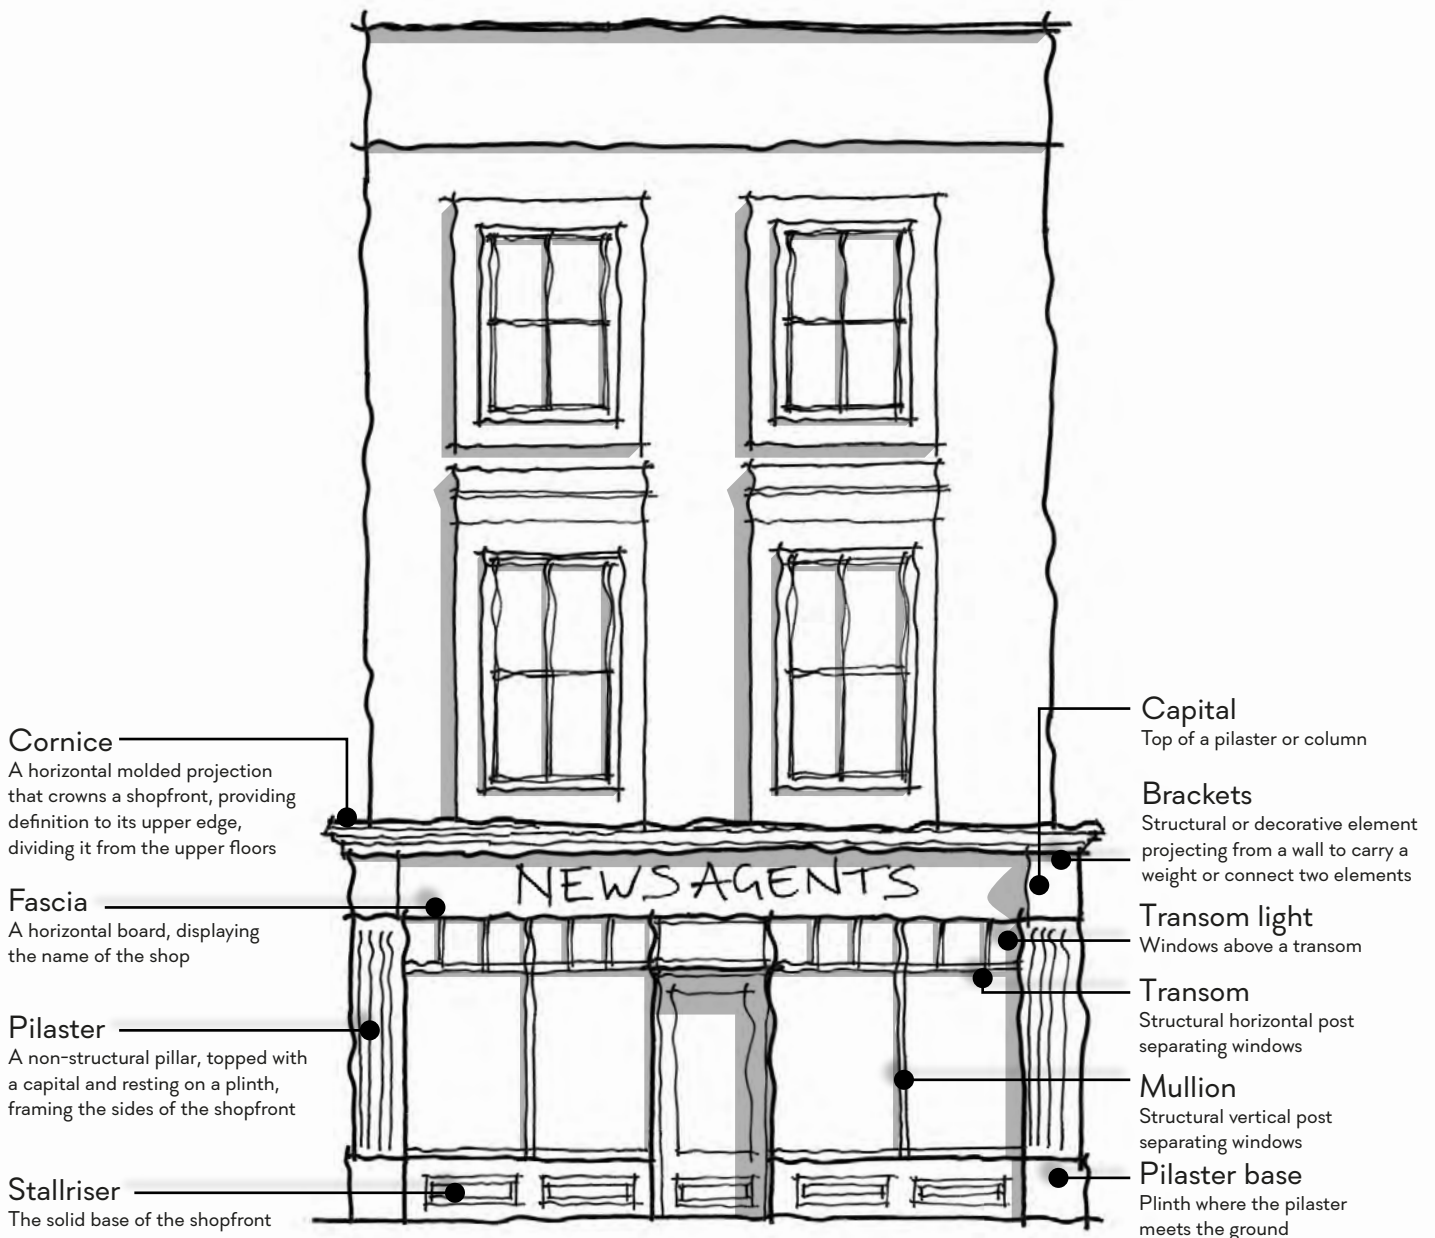 Cornice
A horizontal molded projection
that crowns a shopfront, providing
definition to its upper edge,
dividing it from the upper floors
Fascia
A horizontal board, displaying
the name of the shop
Pilaster
A non-structural pillar, topped with
a capital and resting on a plinth,
framing the sides of the shopfront
Stallriser
The solid base of the shopfront
NEWSAGENTS
Capital
Top of a pilaster or column
Brackets
Structural or decorative element
projecting from a wall to carry a
weight or connect two elements
Transom light
Windows above a transom
Transom
Structural horizontal post
separating windows
Mullion
Structural vertical post
separating windows
Pilaster base
Plinth where the pilaster
meets the ground